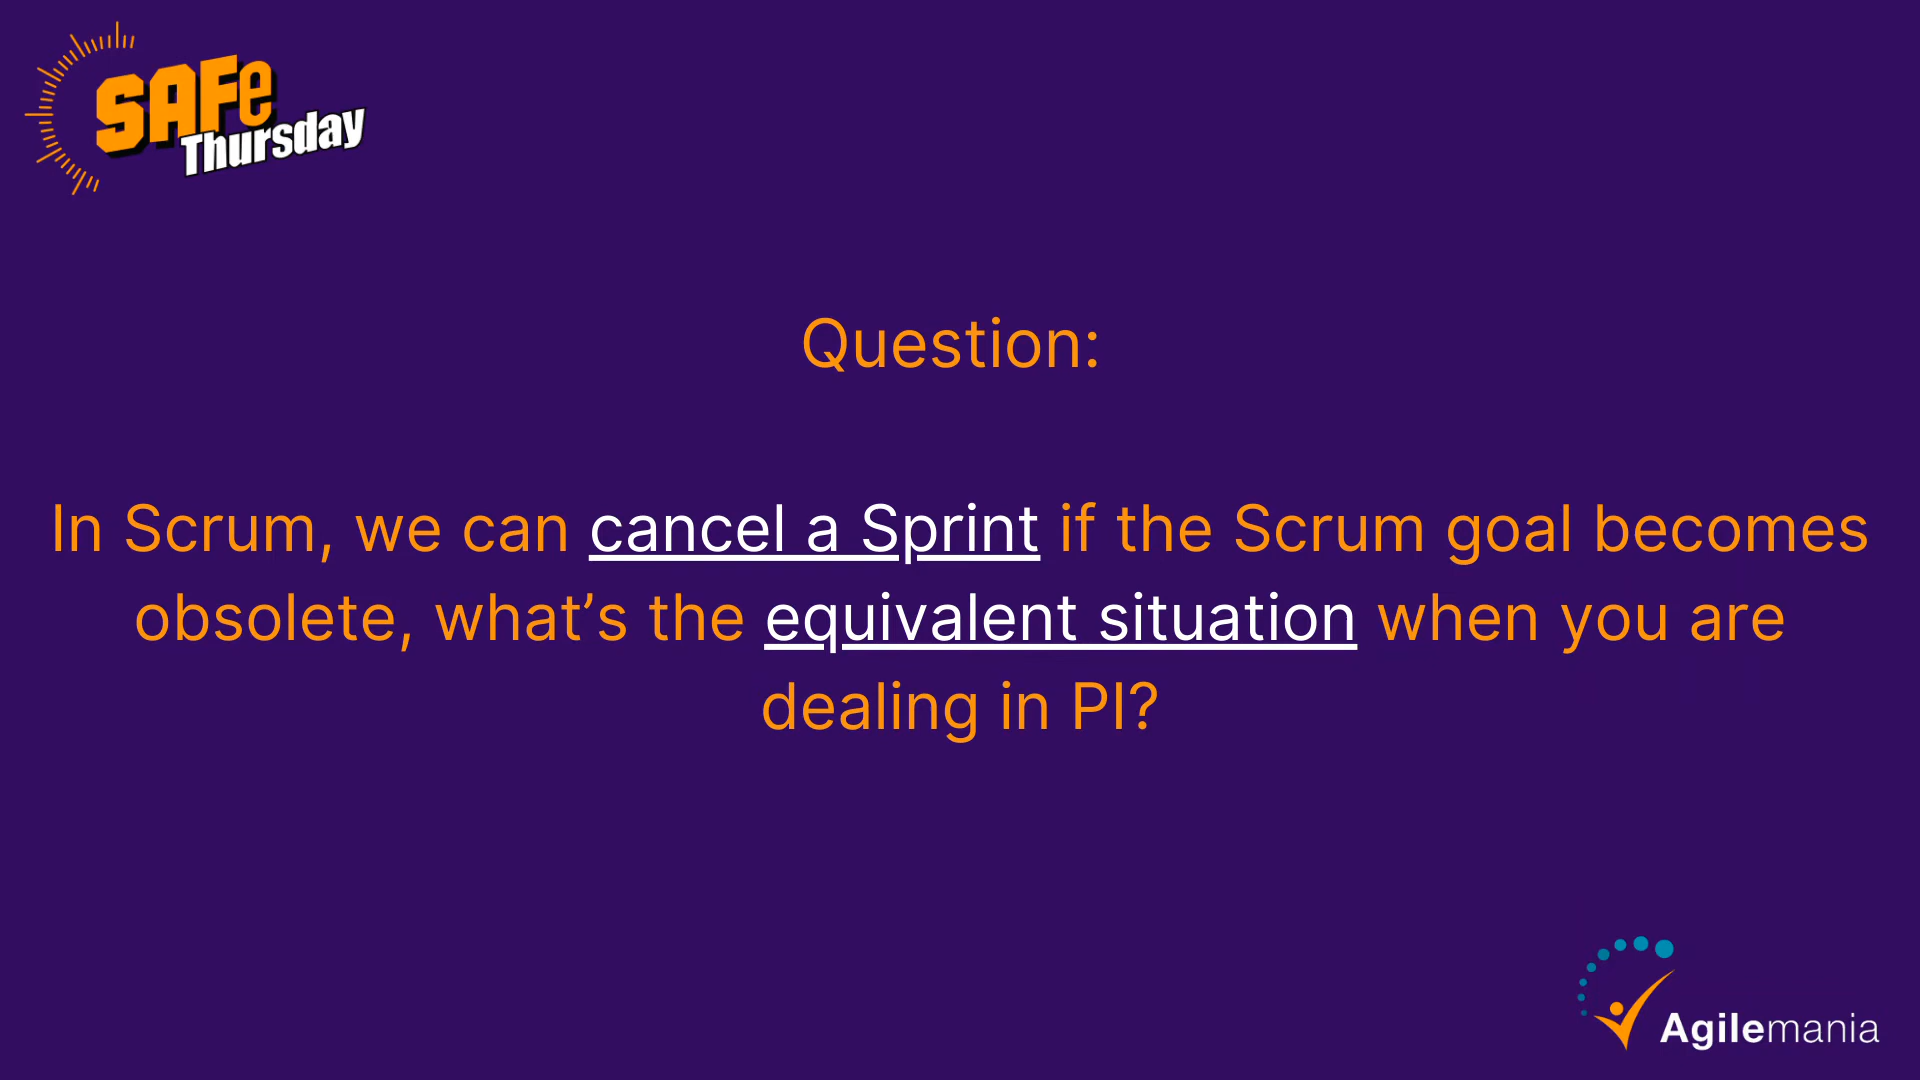 SAFe
Thursday
Question:
In Scrum, we can cancel a Sprint if the Scrum goal becomes
obsolete, what’s the equivalent situation when you are
dealing in PI?
Agilemania